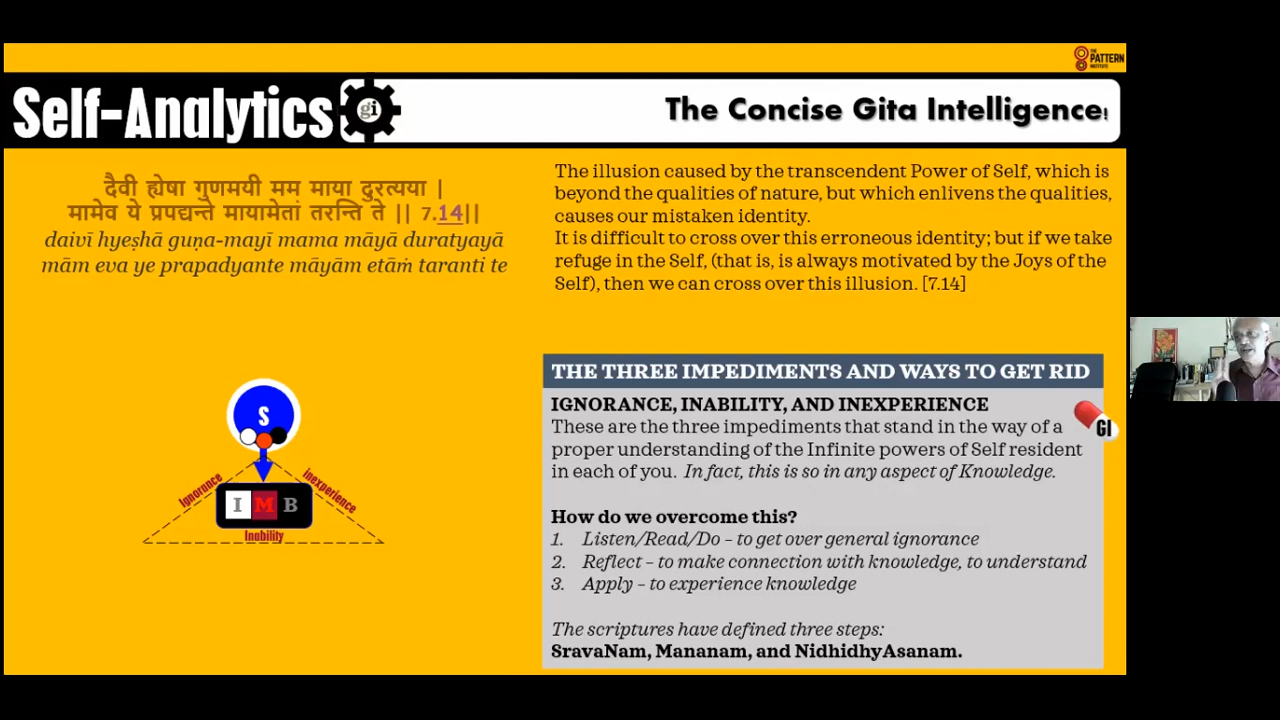 THE
PATTERN
INSTITUTE
Self-Analytics
gi
The Concise Gita Intelligence!
दैवी ह्येषा गुणमयी मम माया दुरत्यया |
मामेव ये प्रपद्यन्ते मायामेतां तरन्ति ते || 7.14||
daivī hyeṣhā guṇa-mayī mama māyā duratyayā
mām eva ye prapadyante māyām etāṁ taranti te
The illusion caused by the transcendent Power of Self, which is
beyond the qualities of nature, but which enlivens the qualities,
causes our mistaken identity.
It is difficult to cross over this erroneous identity; but if we take
refuge in the Self, (that is, is always motivated by the Joys of the
Self), then we can cross over this illusion. [7.14]
S
Ignorance
inexperience
I M B
Inability
THE THREE IMPEDIMENTS AND WAYS TO GET RID
IGNORANCE, INABILITY, AND INEXPERIENCE
These are the three impediments that stand in the way of a
proper understanding of the Infinite powers of Self resident
in each of you. In fact, this is so in any aspect of Knowledge.
GI
How do we overcome this?
1. Listen/Read/Do – to get over general ignorance
2. Reflect – to make connection with knowledge, to understand
3. Apply – to experience knowledge
The scriptures have defined three steps:
SravaNam, Mananam, and NidhidhyAsanam.